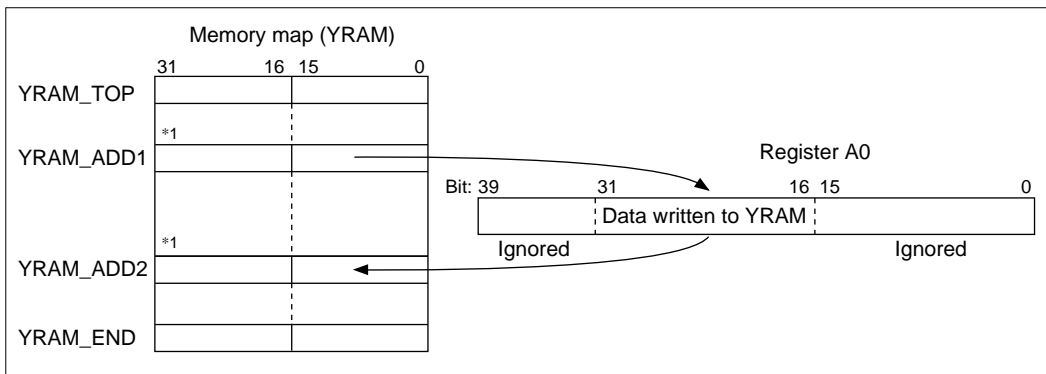 Memory map (YRAM)
31 16 15 0
YRAM_TOP
*1
YRAM_ADD1
Register A0
Bit: 39 31 16 15 0
Data written to YRAM
Ignored Ignored
*1
YRAM_ADD2
YRAM_END